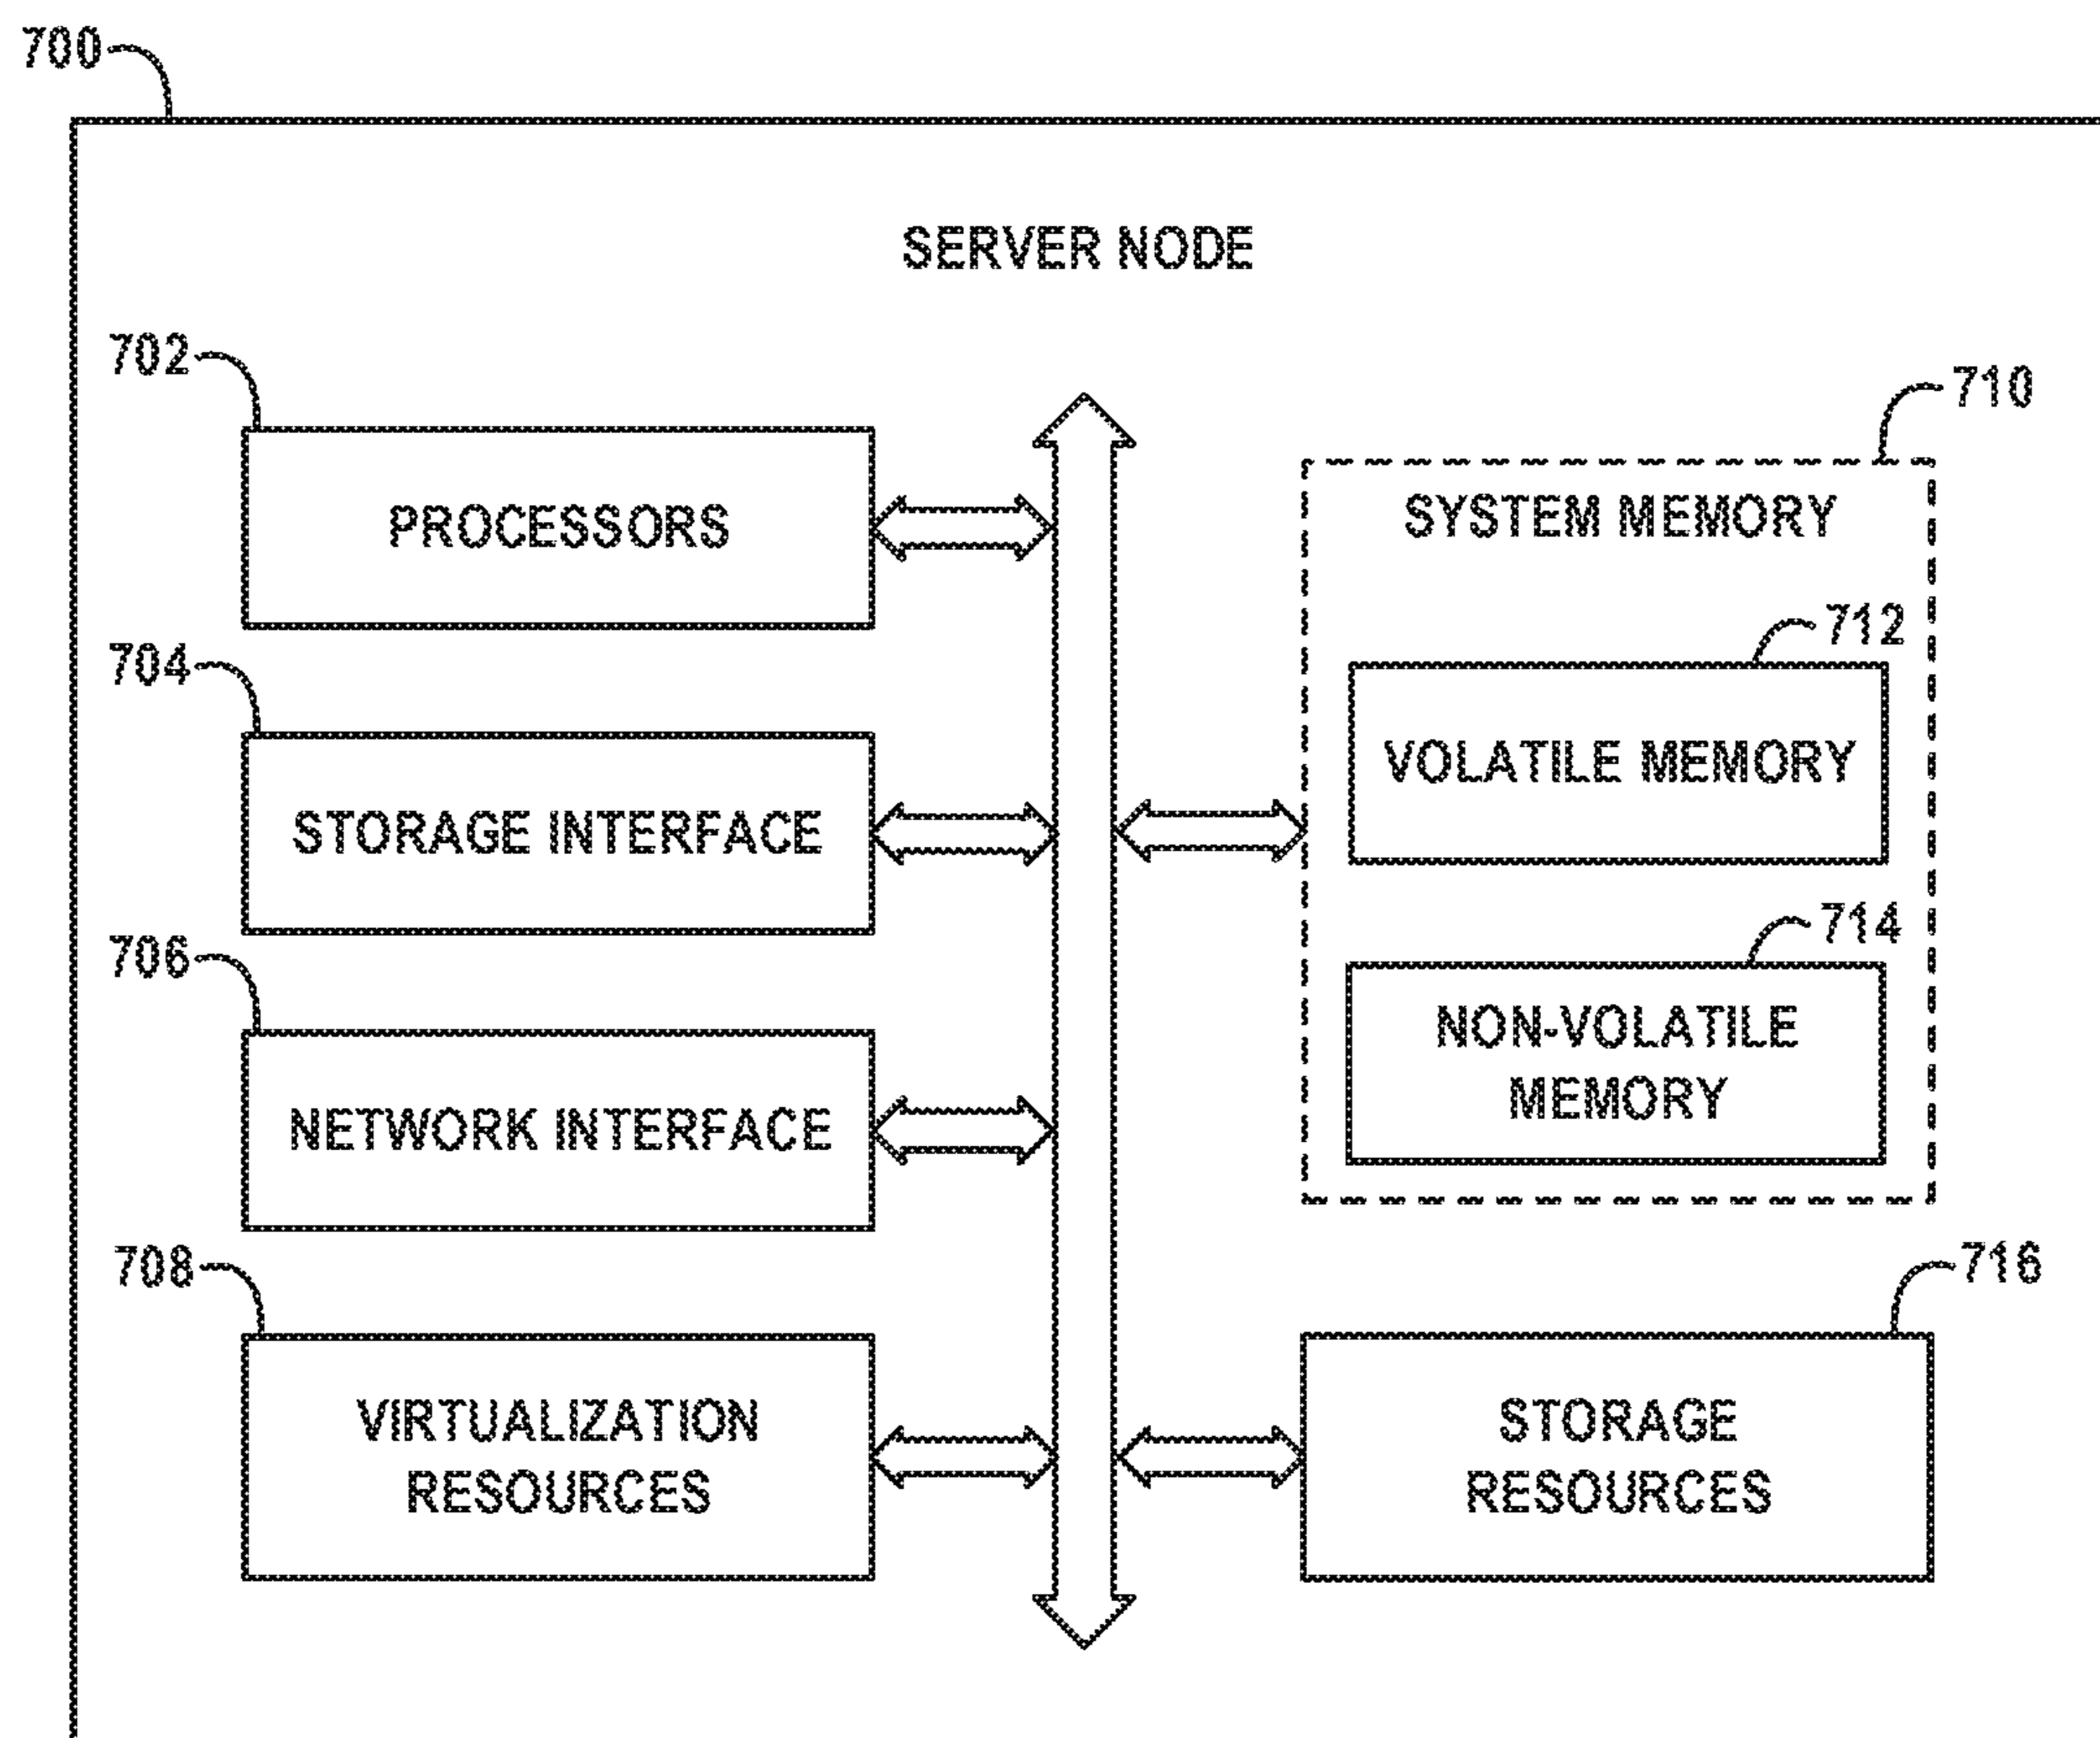 700
SERVER NODE
702
PROCESSORS
704
STORAGE INTERFACE
706
NETWORK INTERFACE
708
VIRTUALIZATION
RESOURCES
710
SYSTEM MEMORY
712
VOLATILE MEMORY
714
NON-VOLATILE
MEMORY
716
STORAGE
RESOURCES